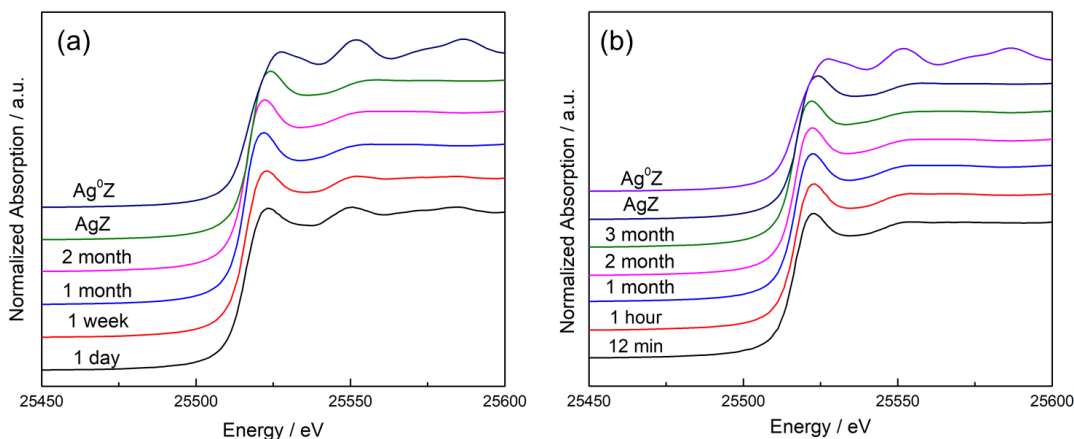 (a)
Normalized Absorption / a.u.
Ag⁰Z
AgZ
2 month
1 month
1 week
1 day
25450
25500
25550
25600
Energy / eV
(b)
Normalized Absorption / a.u.
Ag⁰Z
AgZ
3 month
2 month
1 month
1 hour
12 min
25450
25500
25550
25600
Energy / eV